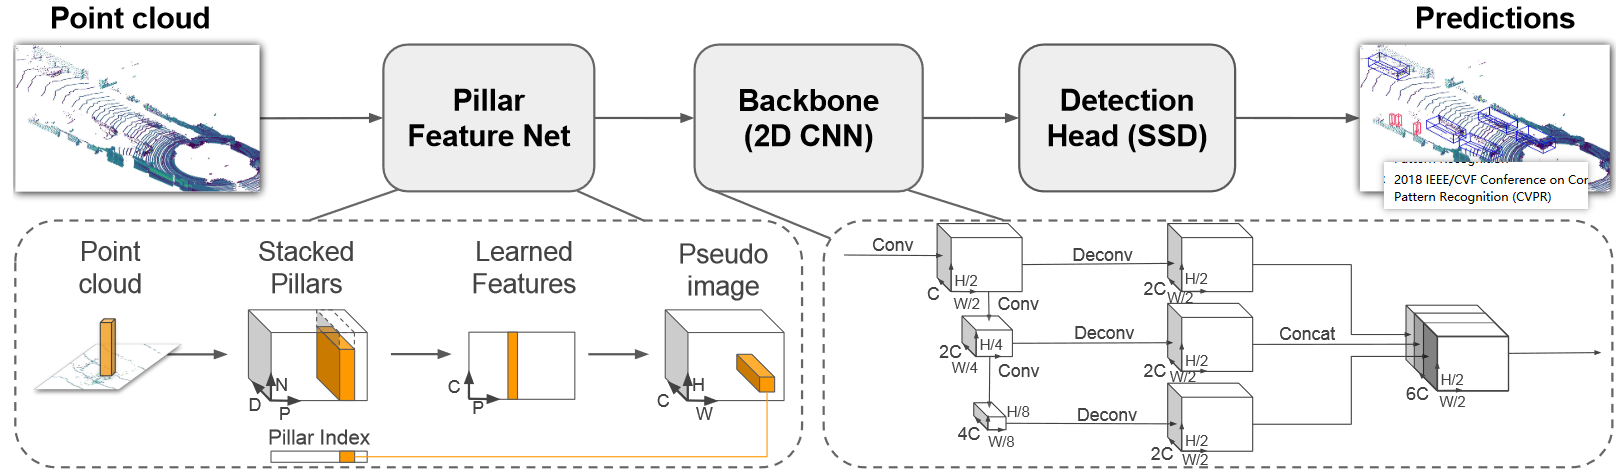 Point cloud
Predictions
Pillar
Feature Net
Backbone
(2D CNN)
Detection
Head (SSD)
2018 IEEE/CVF Conference on Cor
Pattern Recognition (CVPR)
Point
cloud
Stacked
Pillars
Learned
Features
Pseudo
image
N
D
P
C
P
H
C
W
Pillar Index
Conv
H/2
C
W/2
Conv
H/4
2C
W/4
Conv
H/8
4C
W/8
Deconv
H/2
2C
W/2
Deconv
H/2
2C
W/2
Deconv
H/2
2C
W/2
Concat
H/2
6C
W/2